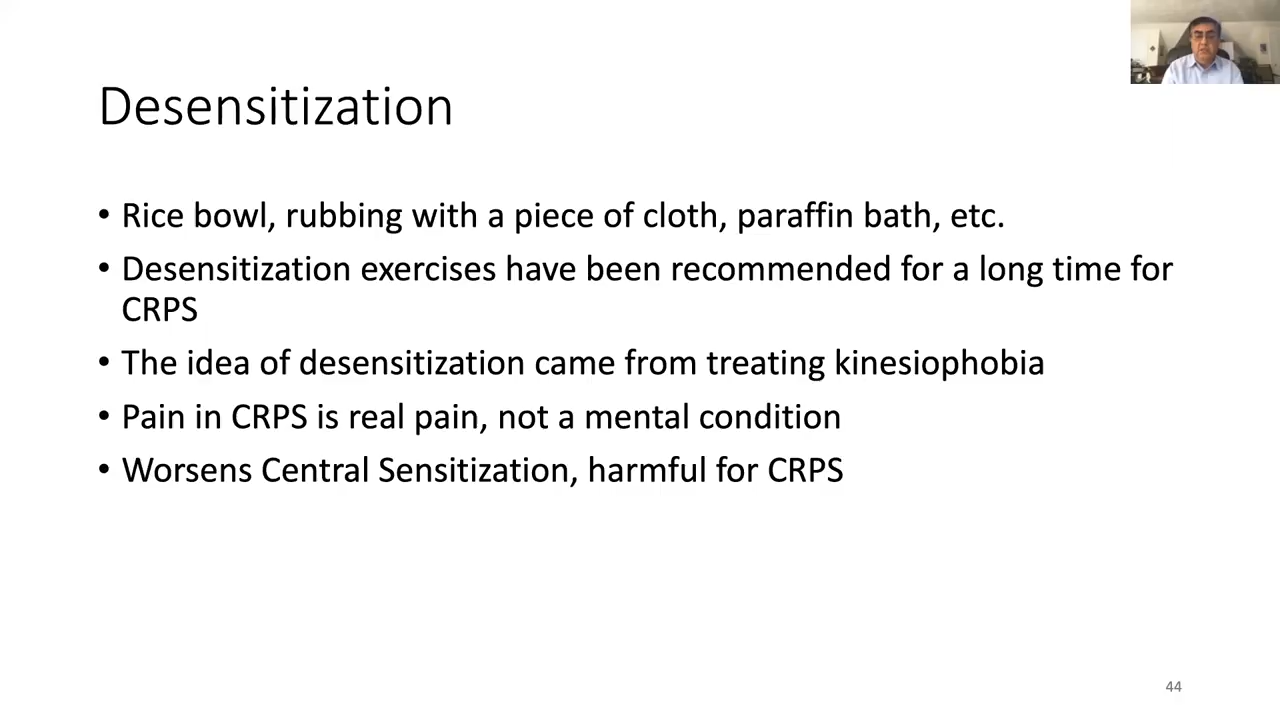 Desensitization
• Rice bowl, rubbing with a piece of cloth, paraffin bath, etc.
• Desensitization exercises have been recommended for a long time for
CRPS
• The idea of desensitization came from treating kinesiophobia
• Pain in CRPS is real pain, not a mental condition
• Worsens Central Sensitization, harmful for CRPS
44